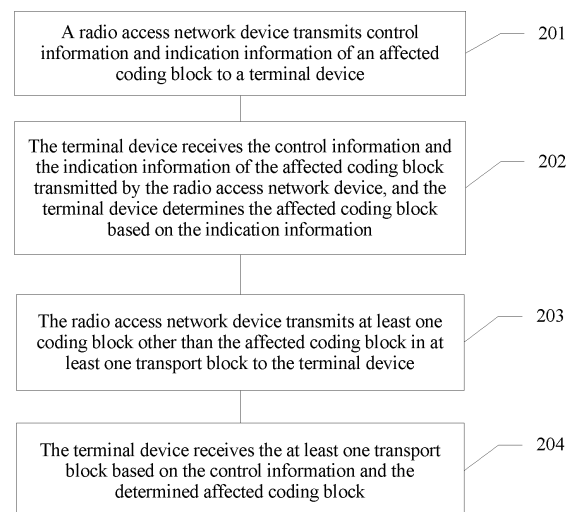 A radio access network device transmits control
information and indication information of an affected
coding block to a terminal device
201
The terminal device receives the control information and
the indication information of the affected coding block
transmitted by the radio access network device, and the
terminal device determines the affected coding block
based on the indication information
202
The radio access network device transmits at least one
coding block other than the affected coding block in at
least one transport block to the terminal device
203
The terminal device receives the at least one transport
block based on the control information and the
determined affected coding block
204